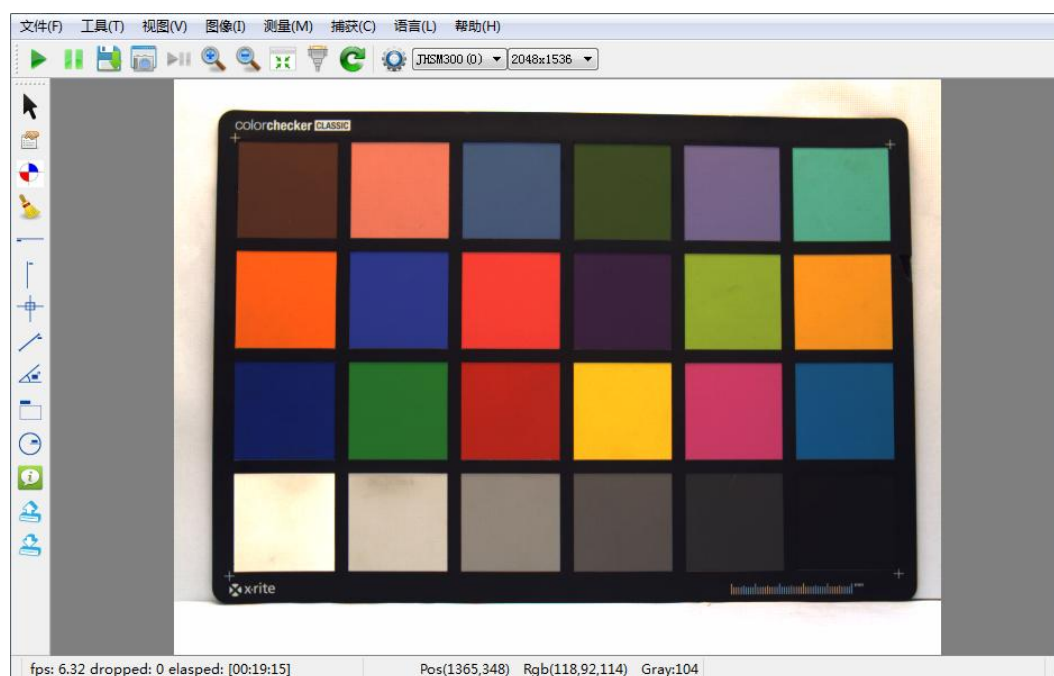 文件(F) 工具(T) 视图(V) 图像(I) 测量(M) 捕获(C) 语言(L) 帮助(H)
JHSM300 (0) 2048x1536
colorchecker CLASSIC
x-rite
fps: 6.32 dropped: 0 elasped: [00:19:15] Pos(1365,348) Rgb(118,92,114) Gray:104